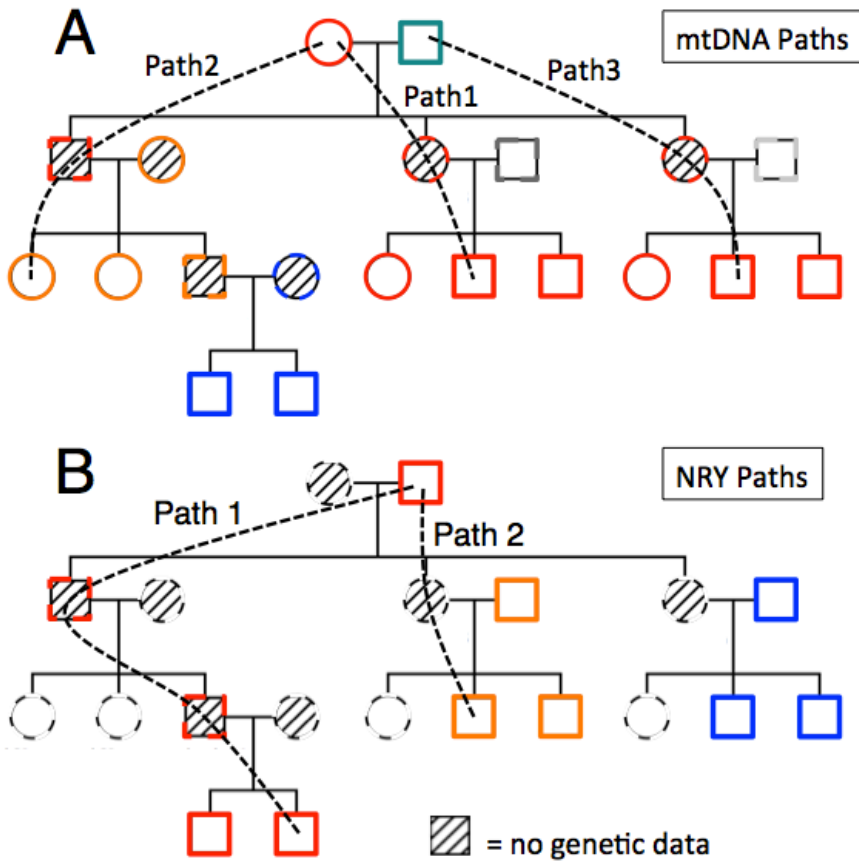 A
mtDNA Paths
Path2
Path1
Path3
B
NRY Paths
Path 1
Path 2
= no genetic data